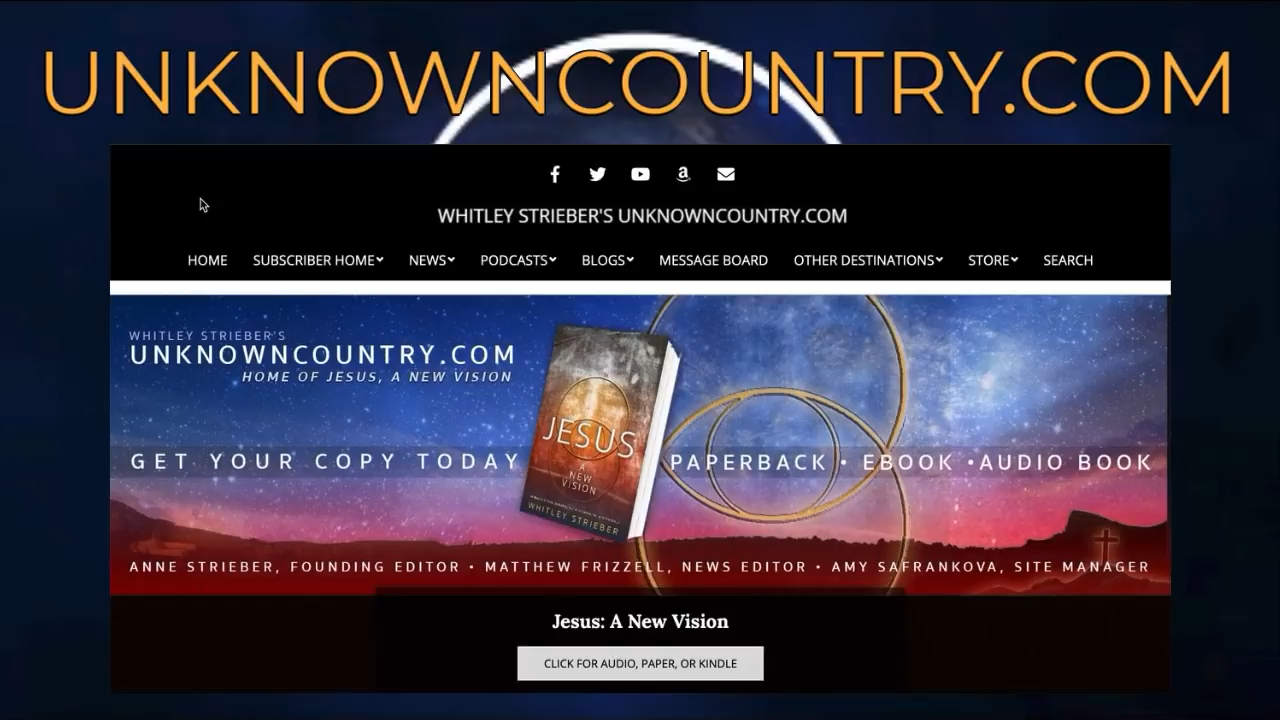 UNKNOWNCOUNTRY.COM
WHITLEY STRIEBER'S UNKNOWNCOUNTRY.COM
HOME SUBSCRIBER HOME NEWS PODCASTS BLOGS MESSAGE BOARD OTHER DESTINATIONS STORE SEARCH
WHITLEY STRIEBER'S
UNKNOWNCOUNTRY.COM
HOME OF JESUS, A NEW VISION
JESUS
A
NEW
VISION
WHITLEY STRIEBER
GET YOUR COPY TODAY PAPERBACK • EBOOK •AUDIO BOOK
ANNE STRIEBER, FOUNDING EDITOR • MATTHEW FRIZZELL, NEWS EDITOR • AMY SAFRANKOVA, SITE MANAGER
Jesus: A New Vision
CLICK FOR AUDIO, PAPER, OR KINDLE